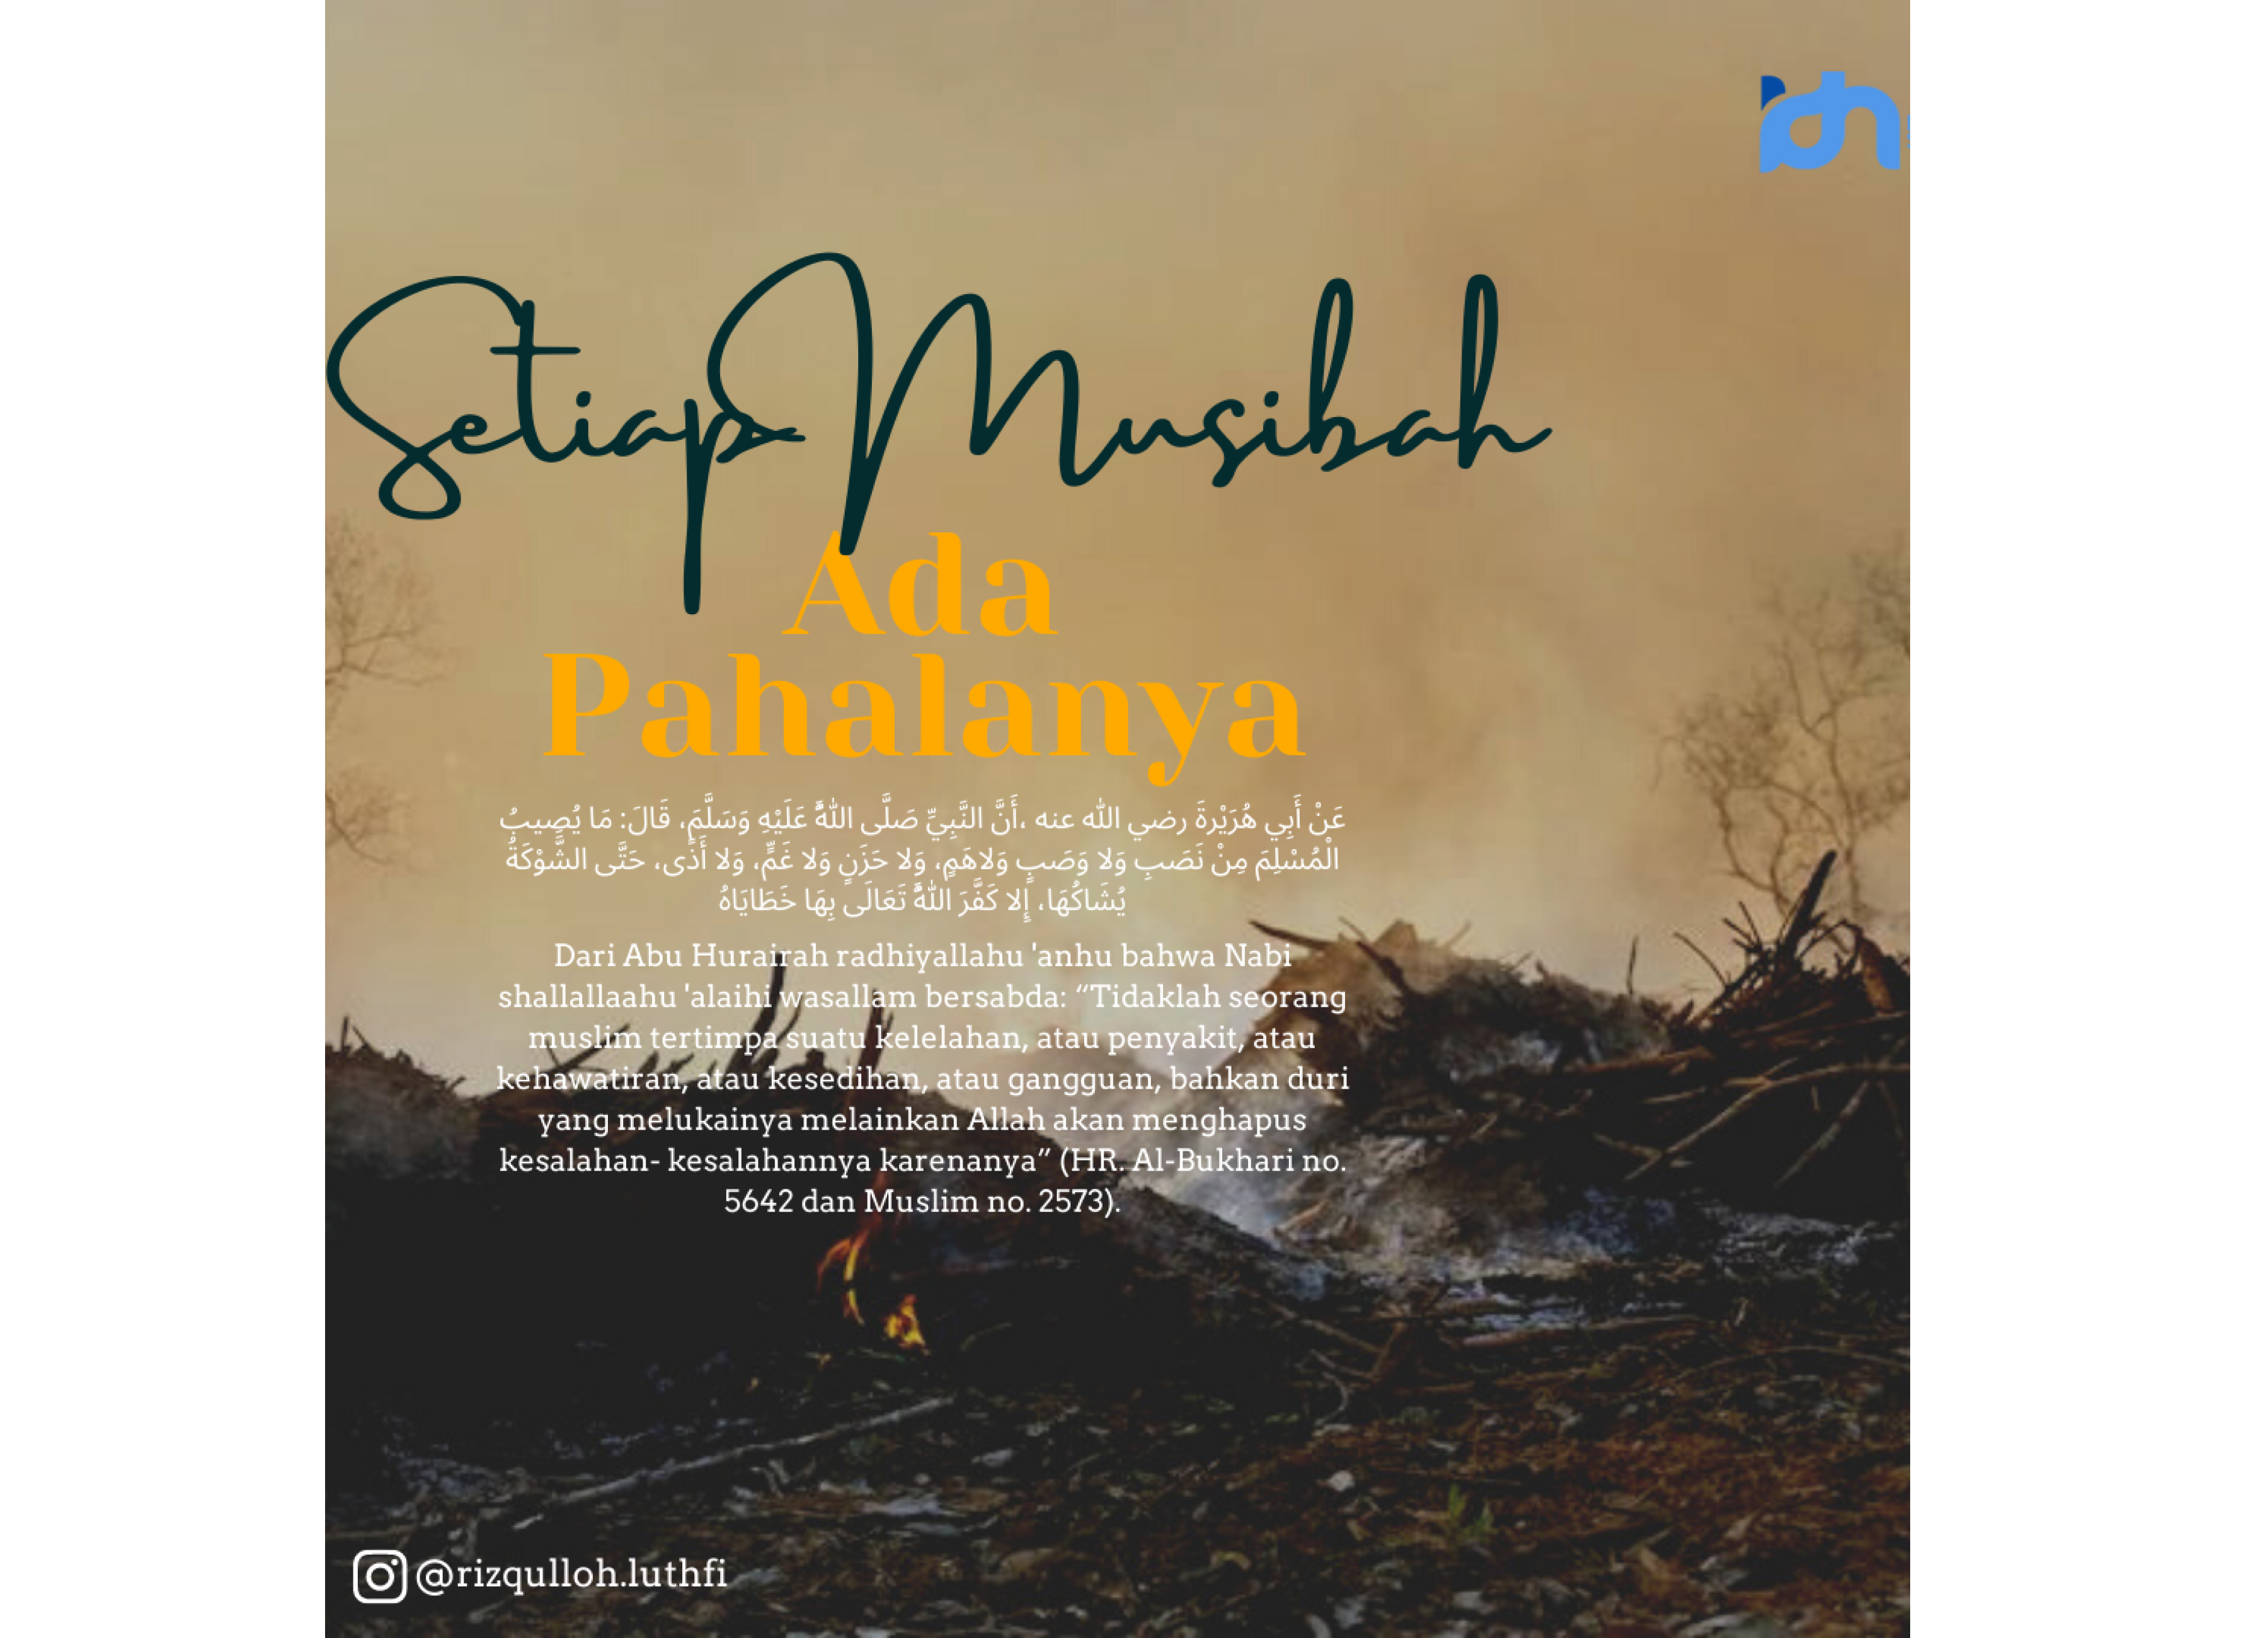 Setiap Musibah
Ada
Pahalanya
عَنْ أَبِي هُرَيْرةَ رضي الله عنه ،أَنَّ النَّبِيِّ صَلَّى اللهُ عَلَيْهِ وَسَلَّمَ، قَالَ: مَا يُصِيبُ
الْمُسْلِمَ مِنْ نَصَبِ وَلا وَصَبٍ وَلاهَمٍ، وَلا حَزَنٍ وَلا غَمٍّ، وَلا أَذًى، حَتَّى الشَّوْكَةُ
يُشَاكُهَا، إِلا كَفَّرَ اللهُ تَعَالَى بِهَا خَطَايَاهُ
Dari Abu Hurairah radhiyallahu 'anhu bahwa Nabi
shallallaahu 'alaihi wasallam bersabda: “Tidaklah seorang
muslim tertimpa suatu kelelahan, atau penyakit, atau
kehawatiran, atau kesedihan, atau gangguan, bahkan duri
yang melukainya melainkan Allah akan menghapus
kesalahan- kesalahannya karenanya” (HR. Al-Bukhari no.
5642 dan Muslim no. 2573).
@rizqulloh.luthfi